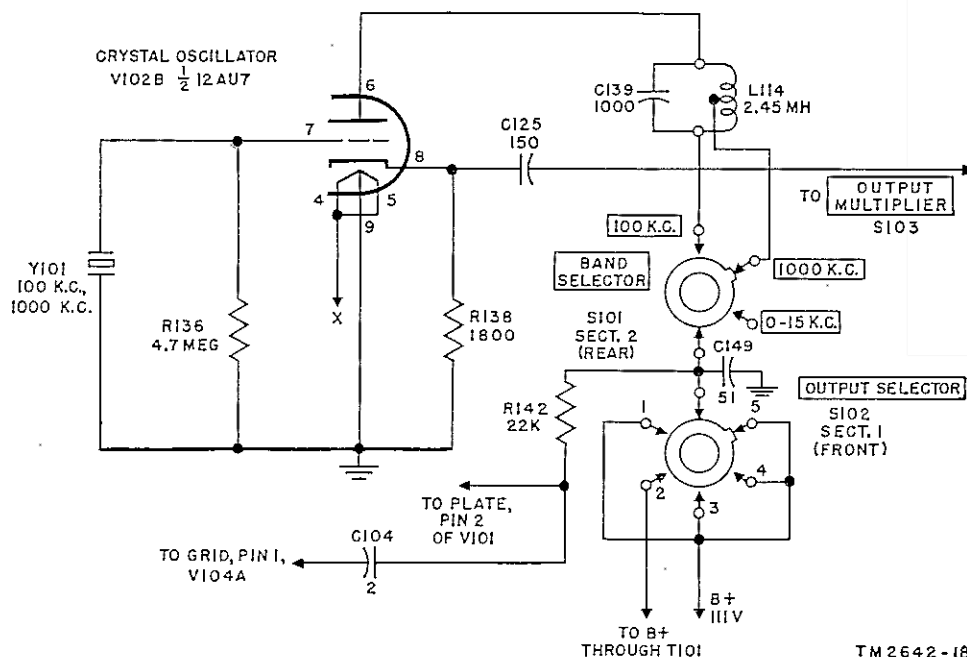 CRYSTAL OSCILLATOR
V102B 1/2 12AU7
6
7
8
4
5
9
X
C125
150
C139
1000
L114
2.45 MH
TO OUTPUT MULTIPLIER
S103
100 K.C.
BAND SELECTOR
1000 K.C.
0-15 K.C.
Y101
100 K.C.,
1000 K.C.
R136
4.7 MEG
R138
1800
S101
SECT. 2
(REAR)
C149
51
OUTPUT SELECTOR
S102
SECT. 1
(FRONT)
R142
22K
1
5
2
4
3
TO PLATE,
PIN 2
OF V101
C104
2
TO GRID, PIN 1,
V104A
TO B+
THROUGH T101
B+
111V
TM2642-18